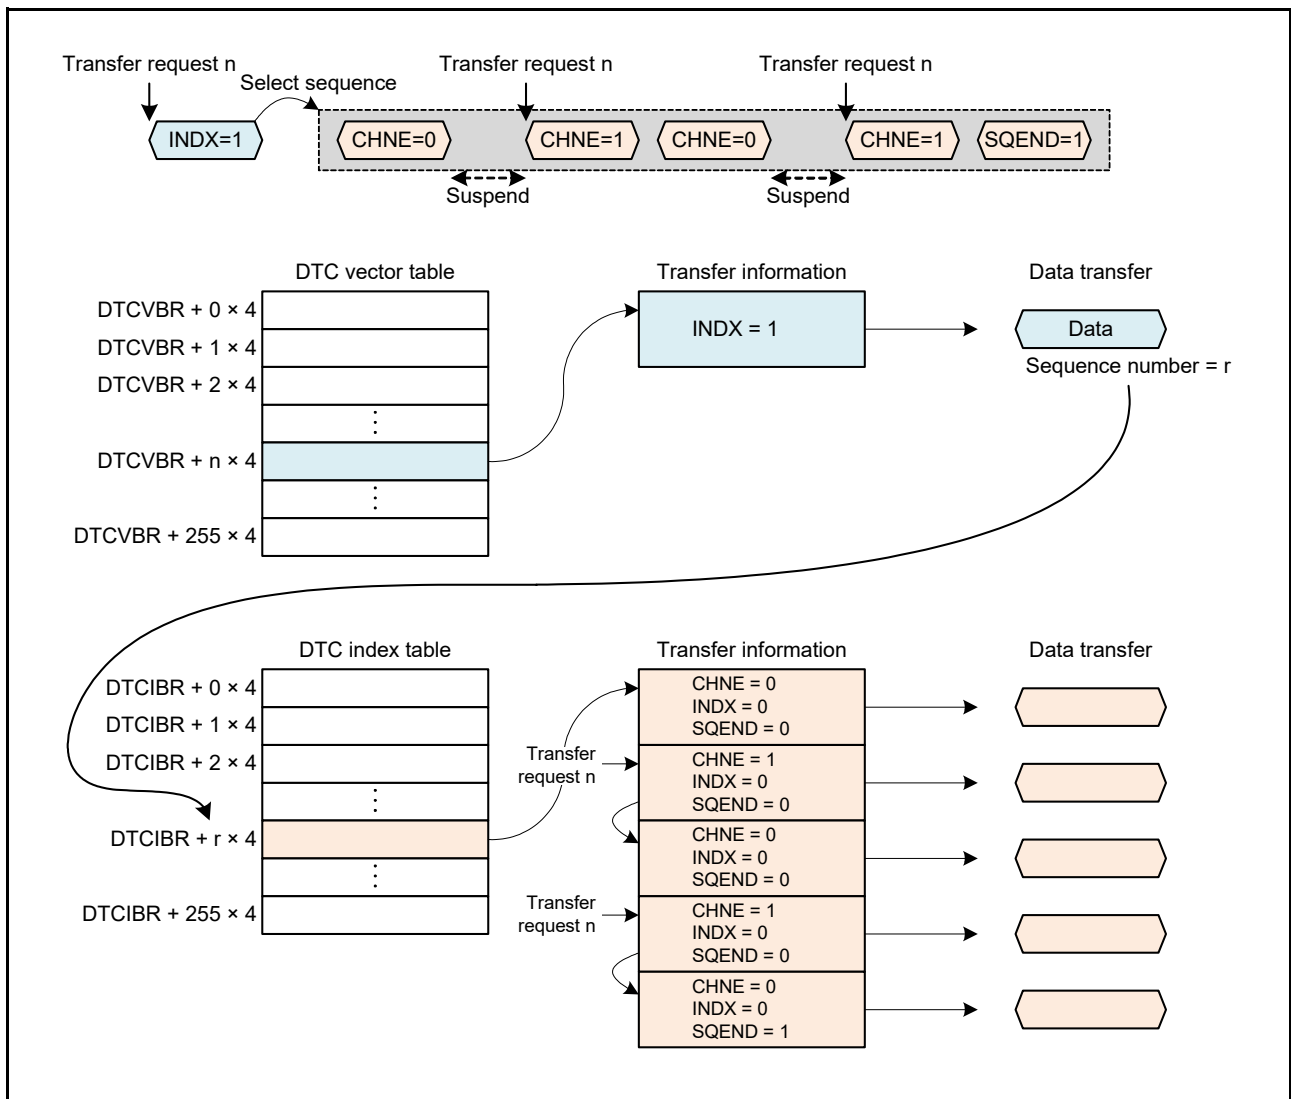 Transfer request n
Transfer request n
Transfer request n
Select sequence
INDX=1
CHNE=0
CHNE=1
CHNE=0
CHNE=1
SQEND=1
Suspend
Suspend
DTC vector table
Transfer information
Data transfer
DTCVBR + 0 × 4
DTCVBR + 1 × 4
DTCVBR + 2 × 4
DTCVBR + n × 4
DTCVBR + 255 × 4
INDX = 1
Data
Sequence number = r
DTC index table
Transfer information
Data transfer
DTCIBR + 0 × 4
DTCIBR + 1 × 4
DTCIBR + 2 × 4
DTCIBR + r × 4
DTCIBR + 255 × 4
CHNE = 0
INDX = 0
SQEND = 0
Transfer
request n
CHNE = 1
INDX = 0
SQEND = 0
CHNE = 0
INDX = 0
SQEND = 0
Transfer
request n
CHNE = 1
INDX = 0
SQEND = 0
CHNE = 0
INDX = 0
SQEND = 1